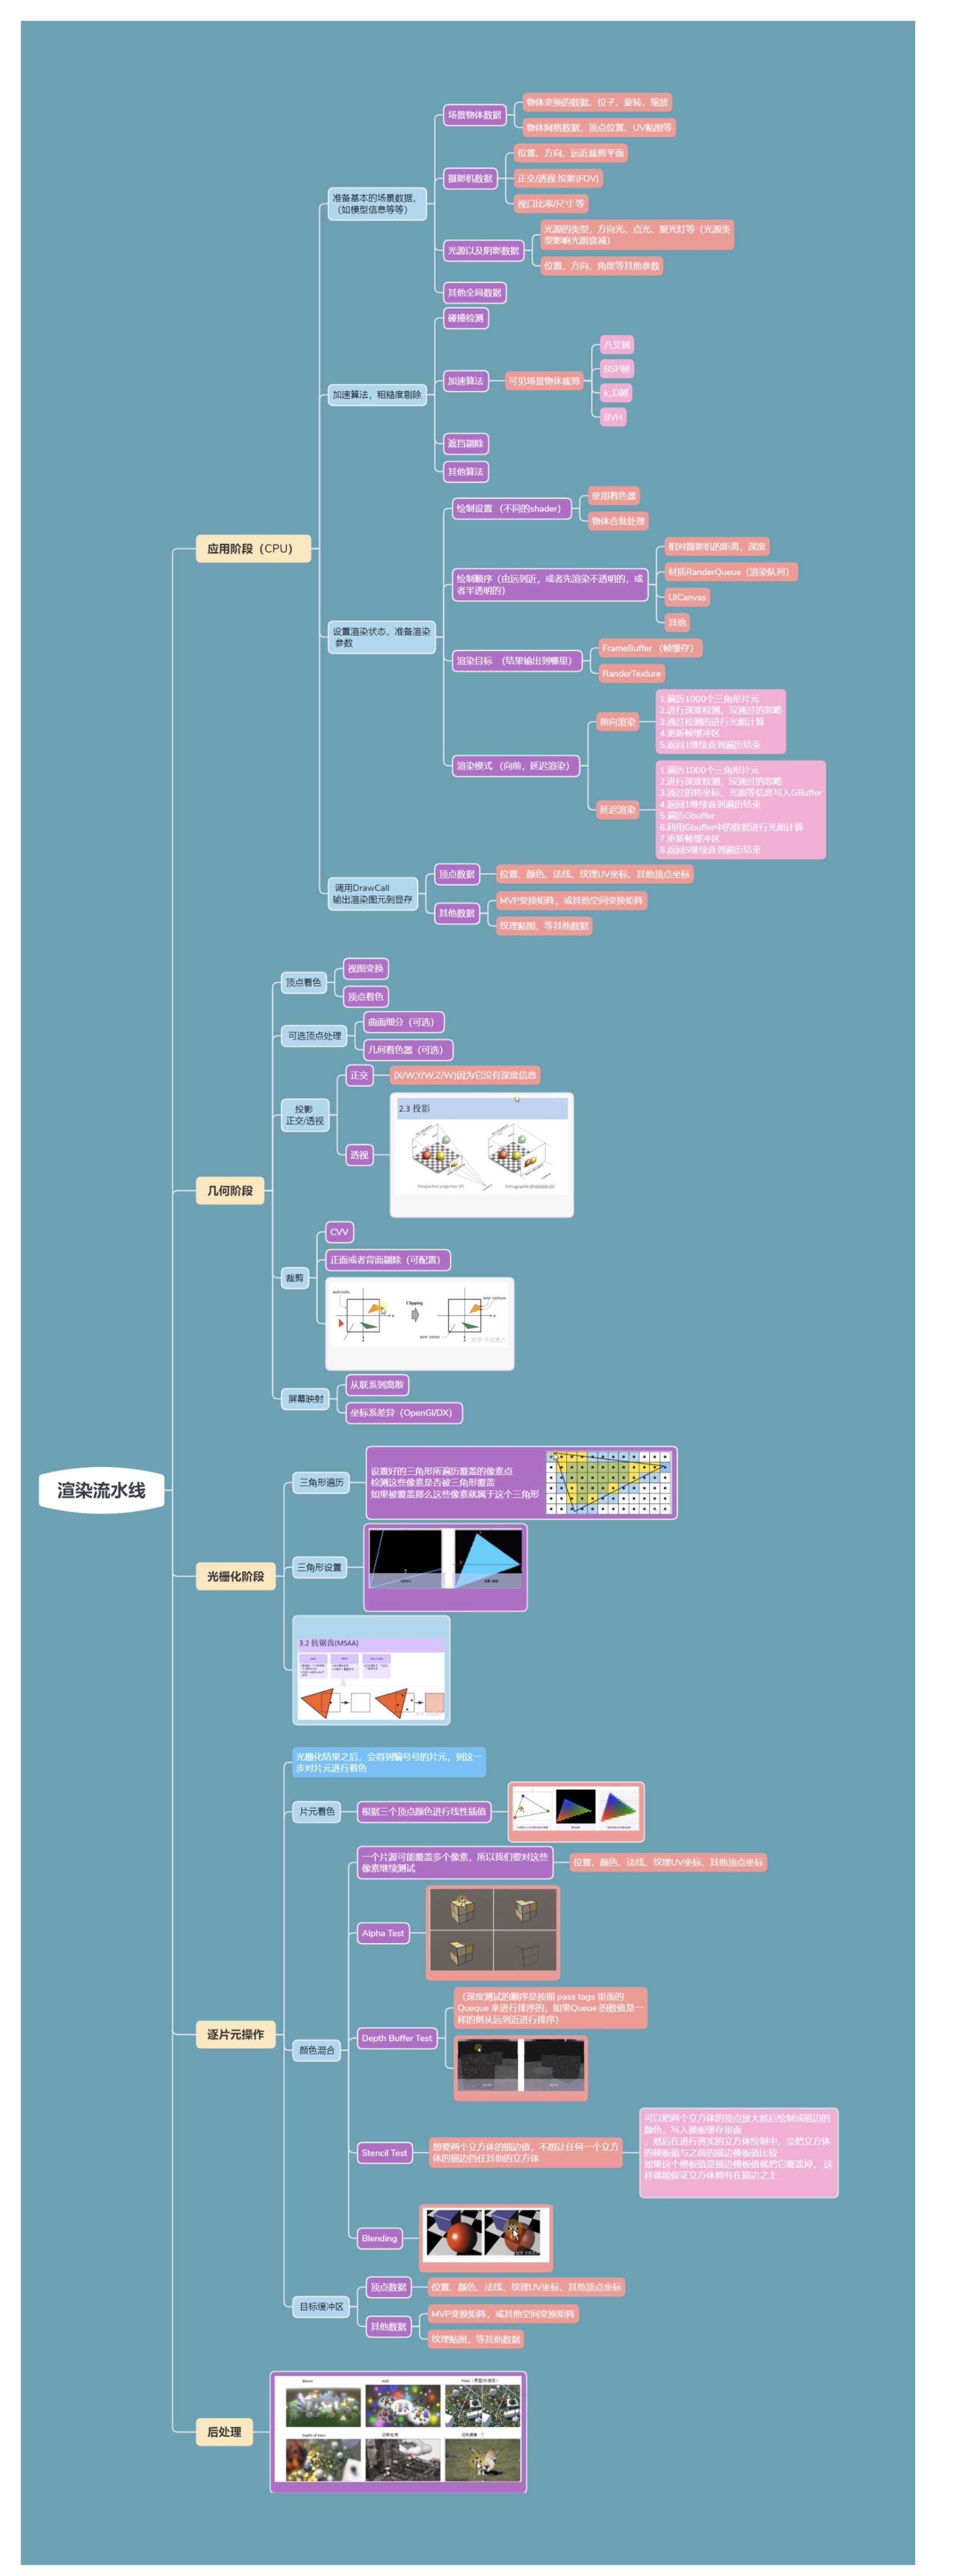 场景物体数据
物体变换的数据、位子、旋转、缩放
物体网格数据，顶点位置、UV贴图等
摄影机数据
位置、方向、远近裁剪平面
正交/透视 投影(FOV)
视口比率/尺寸 等
准备基本的场景数据，
（如模型信息等等）
光源以及阴影数据
光源的类型，方向光、点光、聚光灯等（光源类
型影响光照衰减）
位置、方向、角度等其他参数
其他全局数据
碰撞检测
加速算法，粗糙度剔除
加速算法
可见场景物体裁剪
八叉树
BSP树
k_D树
BVH
遮挡剔除
其他算法
应用阶段（CPU）
绘制设置 （不同的shader）
使用着色器
物体合批处理
绘制顺序（由远到近，或者先渲染不透明的，或
者半透明的）
相对摄影机的距离，深度
材质RanderQueue（渲染队列）
UICanvas
其他
设置渲染状态，准备渲染
参数
渲染目标 （结果输出到哪里）
FrameBuffer （帧缓存）
RanderTexture
渲染模式 （向前，延迟渲染）
前向渲染
1.遍历1000个三角形片元
2.进行深度检测，没通过的忽略
3.通过检测的进行光照计算
4.更新帧缓冲区
5.返回1继续直到遍历结束
延迟渲染
1.遍历1000个三角形片元
2.进行深度检测，没通过的忽略
3.通过的将坐标、光照等信息写入GBuffer
4.返回1继续直到遍历结束
5.遍历Gbuffer
6.利用Gbuffer中的数据进行光照计算
7.更新帧缓冲区
8.返回5继续直到遍历结束
调用DrawCall
输出渲染图元到显存
顶点数据
位置、颜色、法线、纹理UV坐标、其他顶点坐标
其他数据
MVP变换矩阵，或其他空间变换矩阵
纹理贴图，等其他数据
顶点着色
视图变换
顶点着色
可选顶点处理
曲面细分（可选）
几何着色器（可选）
投影
正交/透视
正交
(X/W,Y/W,Z/W)因为它没有深度信息
透视
2.3 投影
Perspective projection (P)
Orthographic projection (O)
几何阶段
裁剪
CVV
正面或者背面剔除（可配置）
Clipping
new vertices
new vertex
屏幕映射
从联系到离散
坐标系差异（OpenGl/DX）
渲染流水线
光栅化阶段
三角形遍历
设置好的三角形所遍历覆盖的像素点
检测这些像素是否被三角形覆盖
如果被覆盖那么这些像素就属于这个三角形
三角形设置
3.2 抗锯齿(MSAA)
光栅化结果之后，会得到骗号号的片元，到这一
步对片元进行着色
片元着色
根据三个顶点颜色进行线性插值
逐片元操作
颜色混合
一个片源可能覆盖多个像素，所以我们要对这些
像素继续测试
位置、颜色、法线、纹理UV坐标、其他顶点坐标
Alpha Test
Depth Buffer Test
（深度测试的顺序是按照 pass tags 里面的
Queque 来进行排序的，如果Queue 的数值是一
样的则从远到近进行排序）
Stencil Test
想要两个立方体的描边值，不想让任何一个立方
体的描边挡住其他的立方体
可以把两个立方体的顶点放大然后绘制成描边的
颜色，写入模板缓存里面
，然后在进行真实的立方体绘制中，会把立方体
的模板值与之前的描边模板值比较
如果这个模板值是描边模板值就把它覆盖掉， 这
样就能保证立方体拥有在描边之上
Blending
目标缓冲区
顶点数据
位置、颜色、法线、纹理UV坐标、其他顶点坐标
其他数据
MVP变换矩阵，或其他空间变换矩阵
纹理贴图，等其他数据
后处理
Bloom
HDR
Depth of View
边缘检测